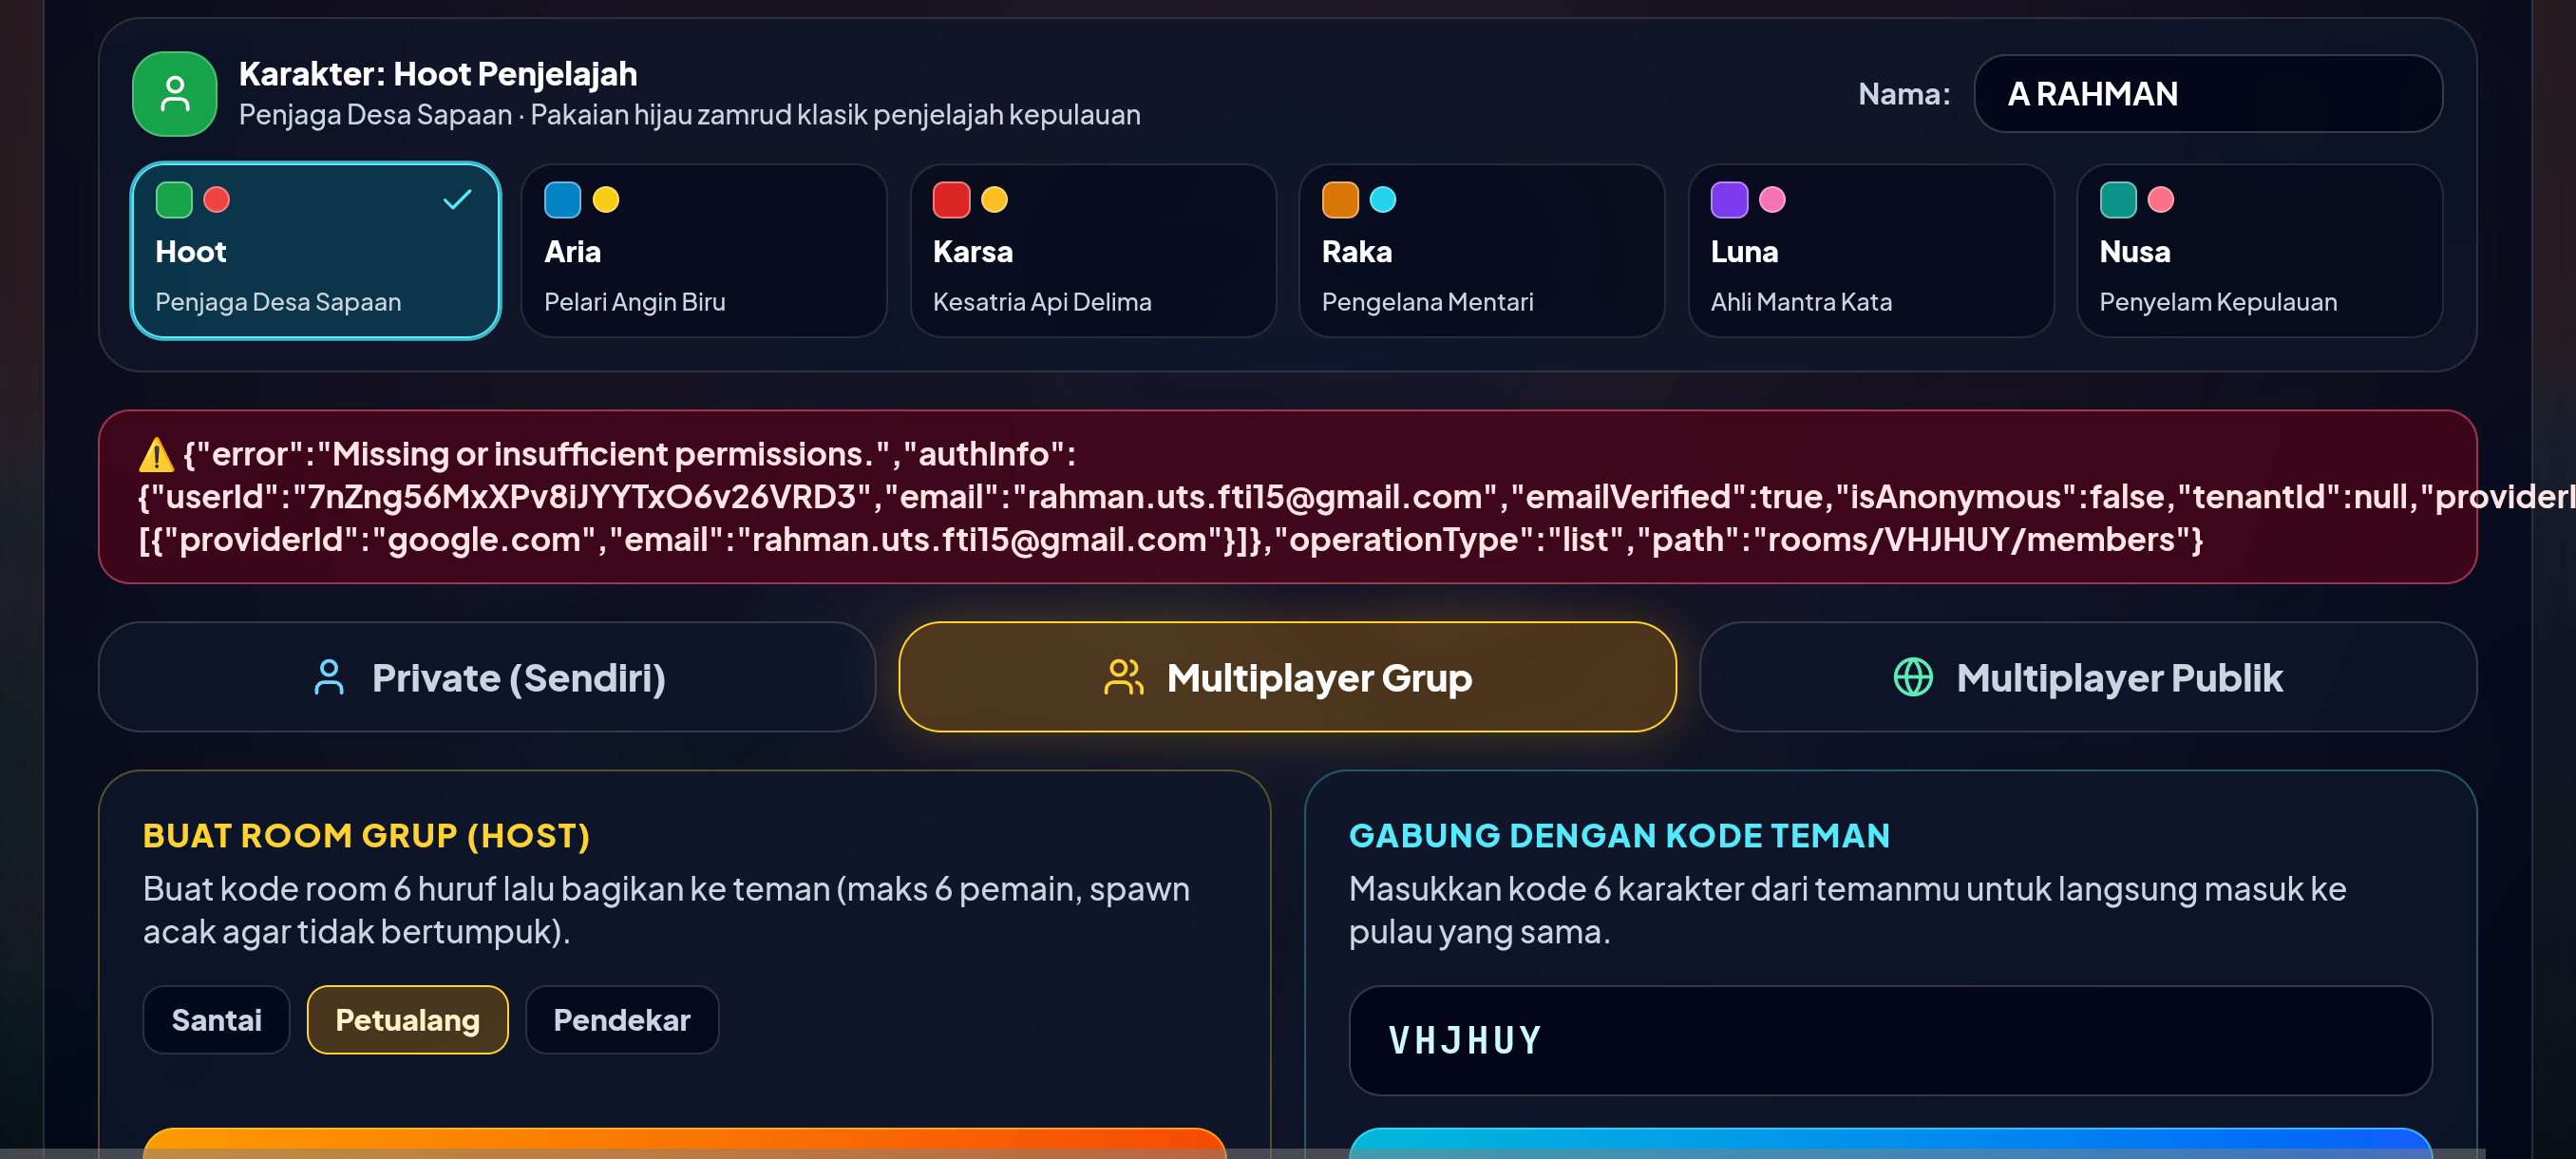 Karakter: Hoot Penjelajah
Penjaga Desa Sapaan · Pakaian hijau zamrud klasik penjelajah kepulauan
Nama:
A RAHMAN
Hoot
Penjaga Desa Sapaan
Aria
Pelari Angin Biru
Karsa
Kesatria Api Delima
Raka
Pengelana Mentari
Luna
Ahli Mantra Kata
Nusa
Penyelam Kepulauan
⚠️ {"error":"Missing or insufficient permissions.","authInfo":
{"userId":"7nZng56MxXPv8iJYYTxO6v26VRD3","email":"rahman.uts.fti15@gmail.com","emailVerified":true,"isAnonymous":false,"tenantId":null,"providerI
[{"providerId":"google.com","email":"rahman.uts.fti15@gmail.com"}]},"operationType":"list","path":"rooms/VHJHUY/members"}
Private (Sendiri)
Multiplayer Grup
Multiplayer Publik
BUAT ROOM GRUP (HOST)
Buat kode room 6 huruf lalu bagikan ke teman (maks 6 pemain, spawn
acak agar tidak bertumpuk).
Santai
Petualang
Pendekar
GABUNG DENGAN KODE TEMAN
Masukkan kode 6 karakter dari temanmu untuk langsung masuk ke
pulau yang sama.
VHJHUY